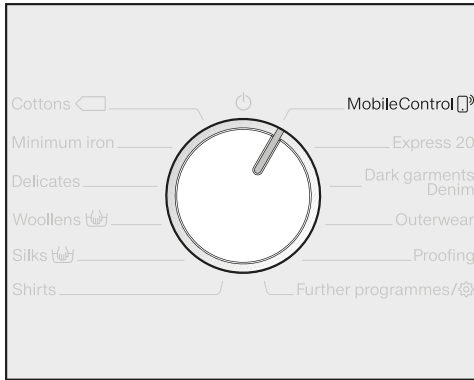 Cottons
MobileControl
Minimum iron
Express 20
Delicates
Dark garments
Denim
Woollens
Outerwear
Silks
Proofing
Shirts
Further programmes/